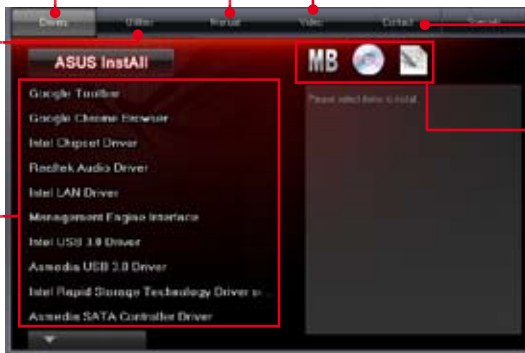 Drivers Utilities Manual Video Contact Specials
ASUS InstAll
MB
Please select items to install.
Google Toolbar
Google Chrome Browser
Intel Chipset Driver
Realtek Audio Driver
Intel LAN Driver
Management Engine Interface
Intel USB 3.0 Driver
Asmedia USB 3.0 Driver
Intel Rapid Storage Technology Driver s...
Asmedia SATA Controller Driver